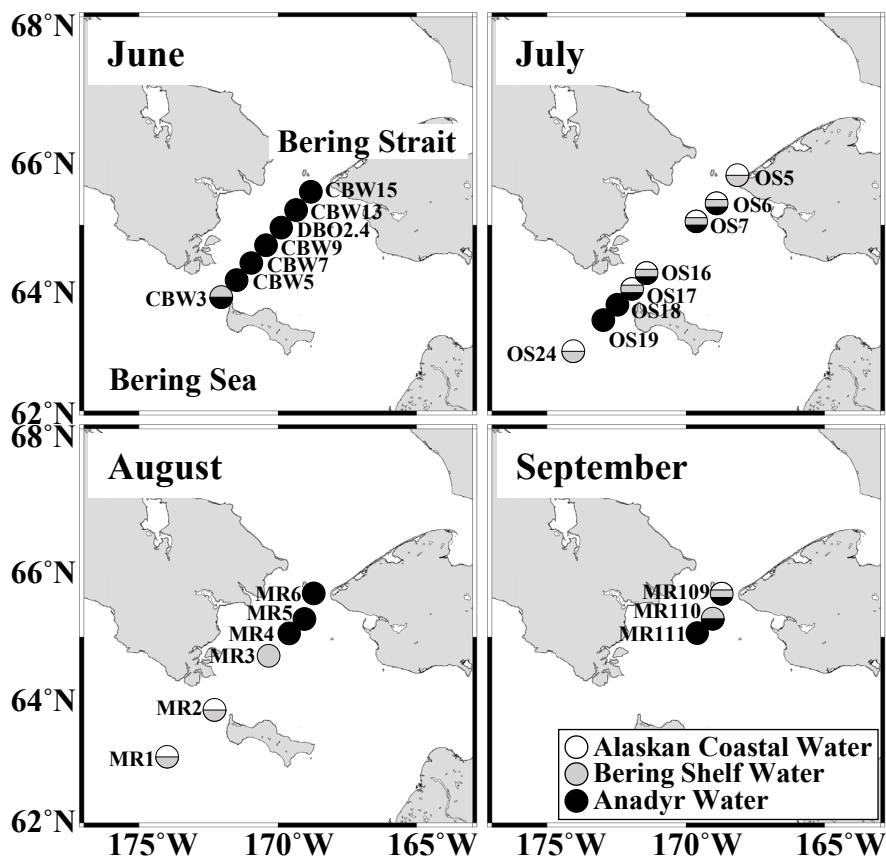 68°N
June
July
Bering Strait
66°N
CBW15
CBW13
DBO2.4
CBW9
CBW7
CBW5
CBW3
64°N
Bering Sea
62°N
OS5
OS6
OS7
OS16
OS17
OS18
OS19
OS24
68°N
August
September
66°N
MR6
MR5
MR4
MR3
64°N
MR2
MR1
62°N
MR109
MR110
MR111
Alaskan Coastal Water
Bering Shelf Water
Anadyr Water
175°W 170°W 165°W 175°W 170°W 165°W